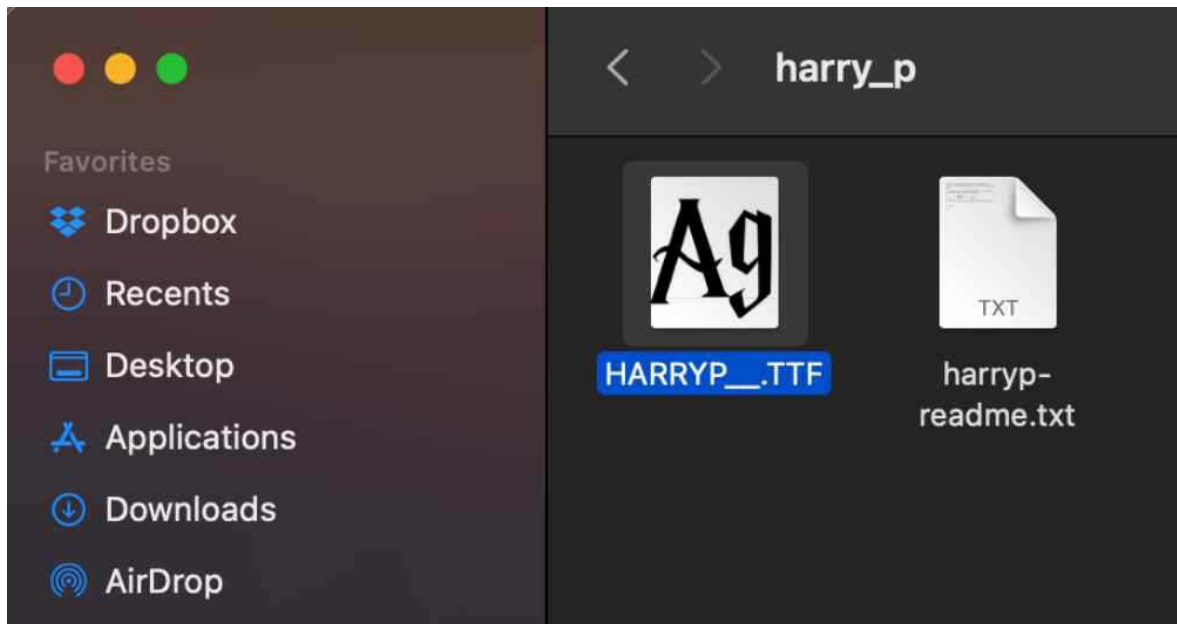 harry_p
Favorites
Dropbox
Recents
Desktop
Applications
Downloads
AirDrop
Ag
HARRYP__.TTF
TXT
harryp-
readme.txt